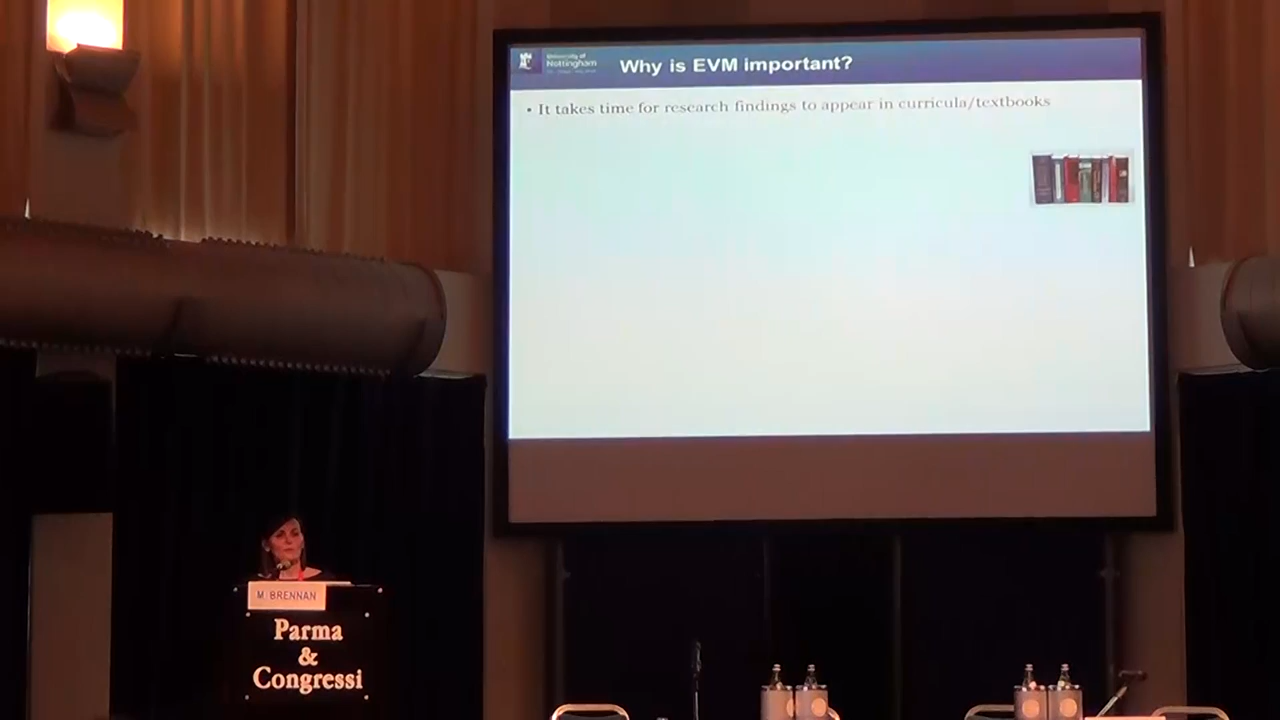 University of
Nottingham
Why is EVM important?
• It takes time for research findings to appear in curricula/textbooks
M. BRENNAN
Parma
&
Congressi